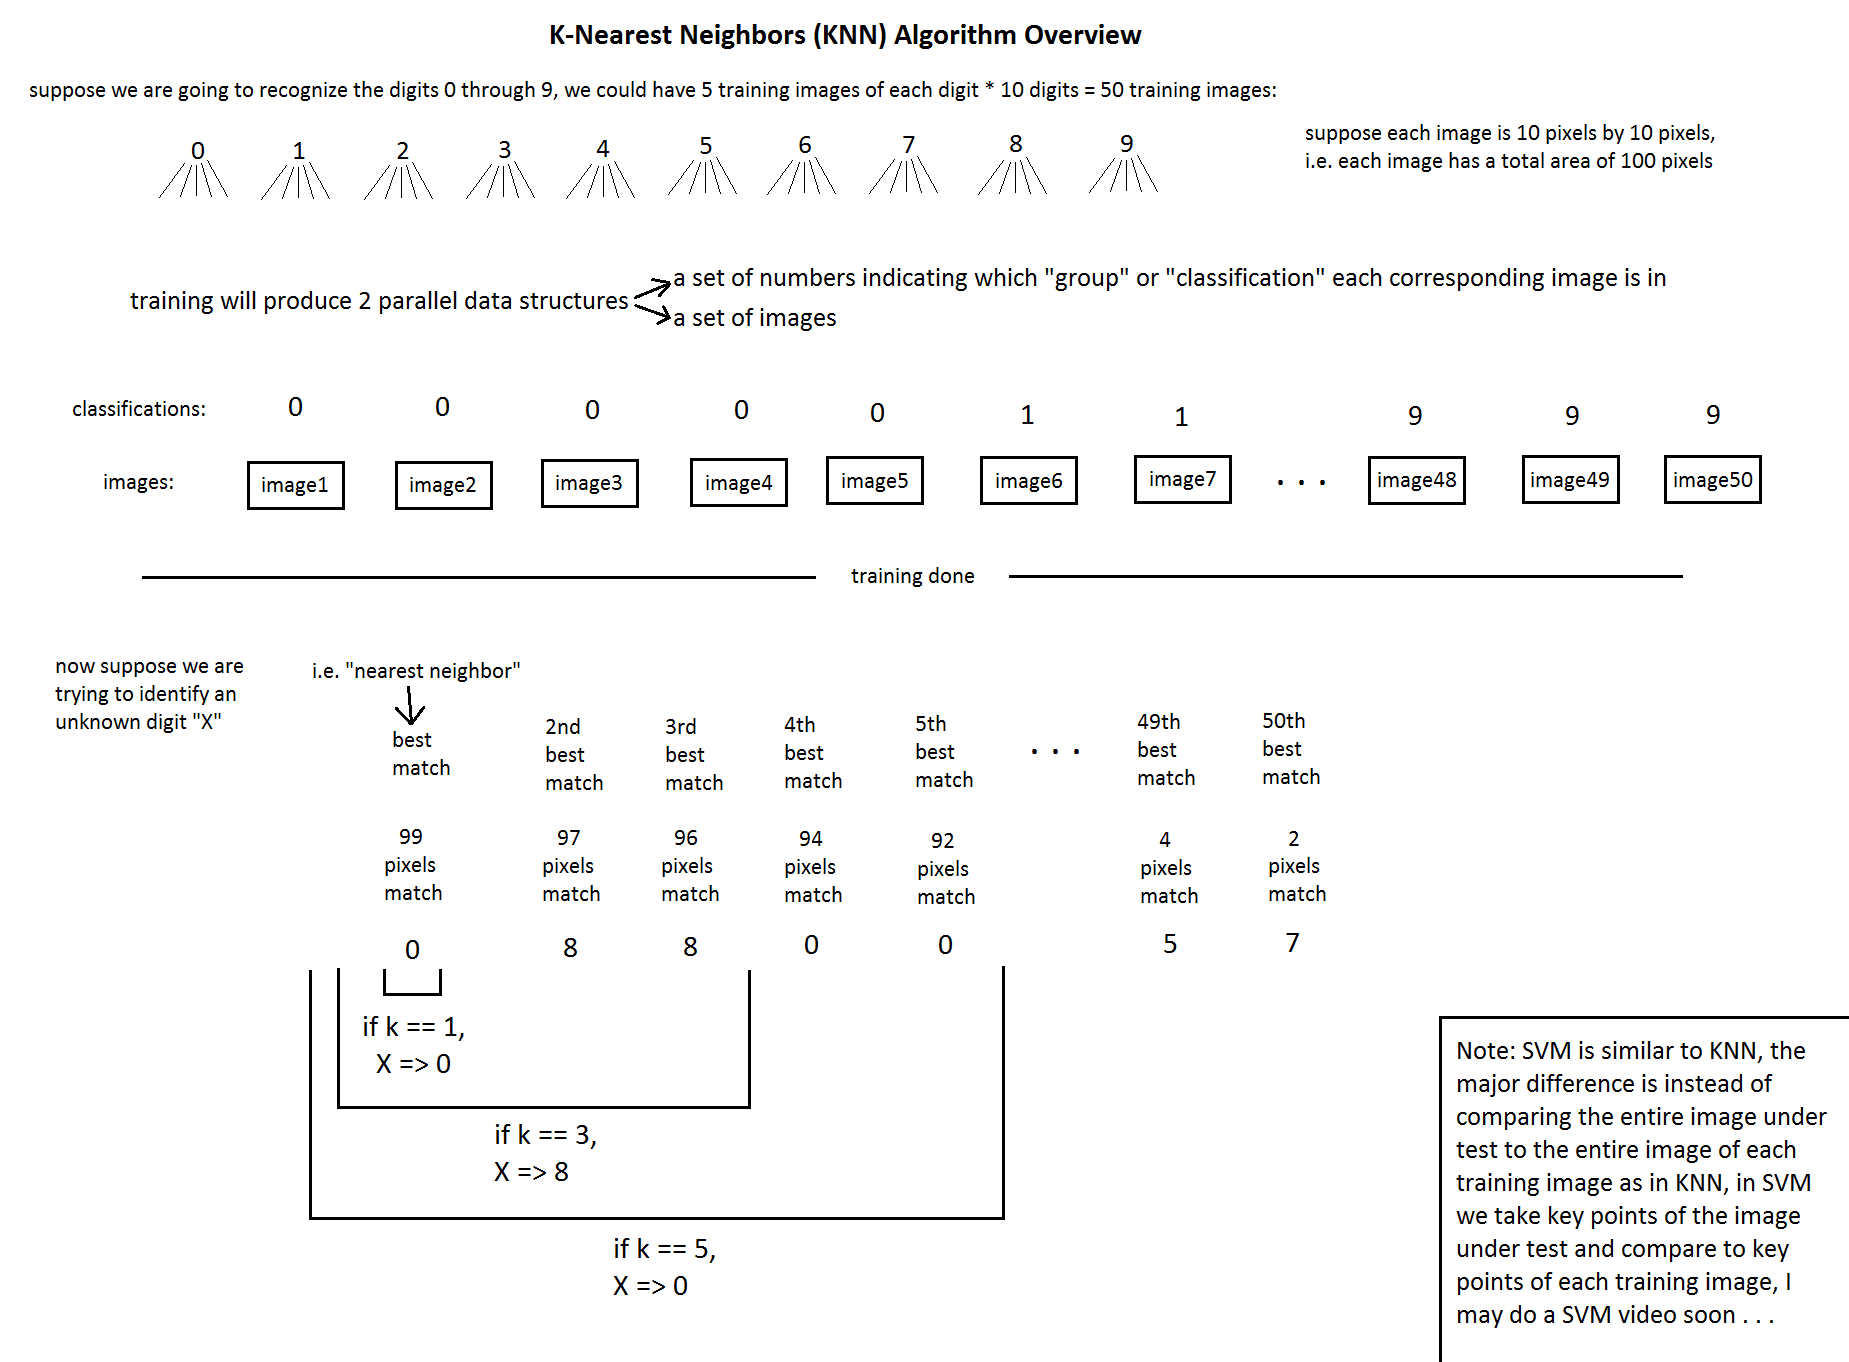 K-Nearest Neighbors (KNN) Algorithm Overview
suppose we are going to recognize the digits 0 through 9, we could have 5 training images of each digit * 10 digits = 50 training images:
0 1 2 3 4 5 6 7 8 9
suppose each image is 10 pixels by 10 pixels,
i.e. each image has a total area of 100 pixels
training will produce 2 parallel data structures
a set of numbers indicating which "group" or "classification" each corresponding image is in
a set of images
classifications: 0 0 0 0 0 1 1 9 9 9
images: image1 image2 image3 image4 image5 image6 image7 . . . image48 image49 image50
training done
now suppose we are
trying to identify an
unknown digit "X"
i.e. "nearest neighbor"
best
match
2nd
best
match
3rd
best
match
4th
best
match
5th
best
match
. . .
49th
best
match
50th
best
match
99
pixels
match
97
pixels
match
96
pixels
match
94
pixels
match
92
pixels
match
4
pixels
match
2
pixels
match
0 8 8 0 0 5 7
if k == 1,
X => 0
if k == 3,
X => 8
if k == 5,
X => 0
Note: SVM is similar to KNN, the
major difference is instead of
comparing the entire image under
test to the entire image of each
training image as in KNN, in SVM
we take key points of the image
under test and compare to key
points of each training image, I
may do a SVM video soon . . .